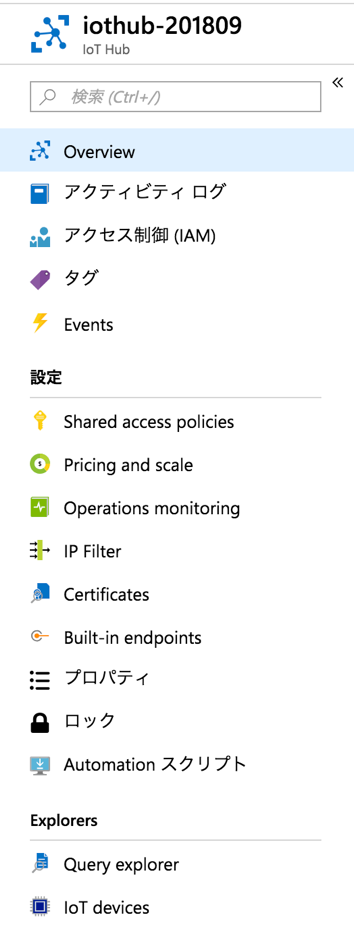 iothub-201809
IoT Hub
検索 (Ctrl+/)
Overview
アクティビティ ログ
アクセス制御 (IAM)
タグ
Events
設定
Shared access policies
Pricing and scale
Operations monitoring
IP Filter
Certificates
Built-in endpoints
プロパティ
ロック
Automation スクリプト
Explorers
Query explorer
IoT devices